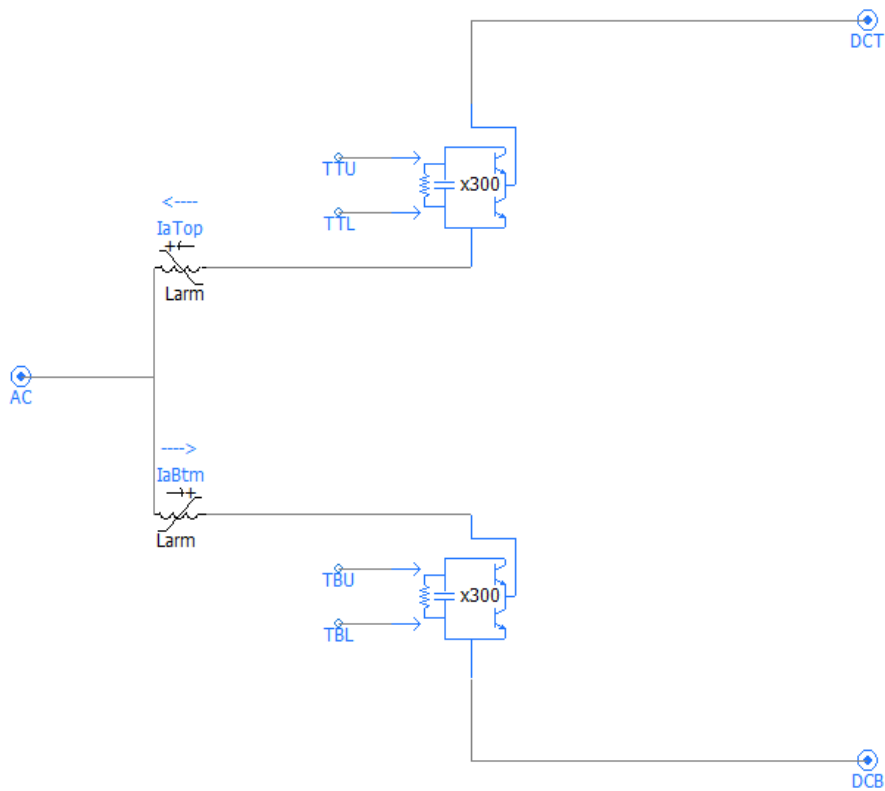 DCT
TTU
x300
TTL
<----
IaTop
+←
Larm
AC
---->
IaBtm
→+
Larm
TBU
x300
TBL
DCB